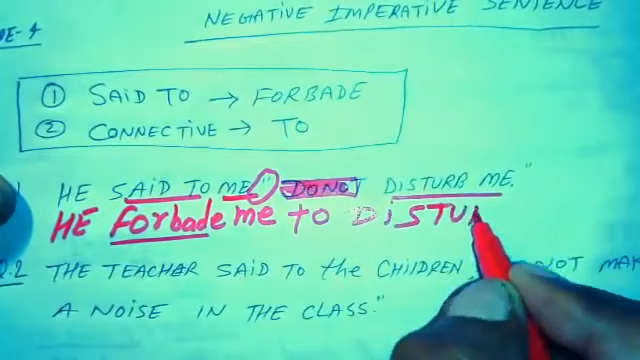 NEGATIVE IMPERATIVE SENTENCE
① SAID TO → FORBADE
② CONNECTIVE → TO
HE SAID TO ME "DO NOT DISTURB ME."
HE Forbade me to DISTU
Q.2 THE TEACHER SAID TO the CHILDREN, NOT MAK
A NOISE IN THE CLASS."